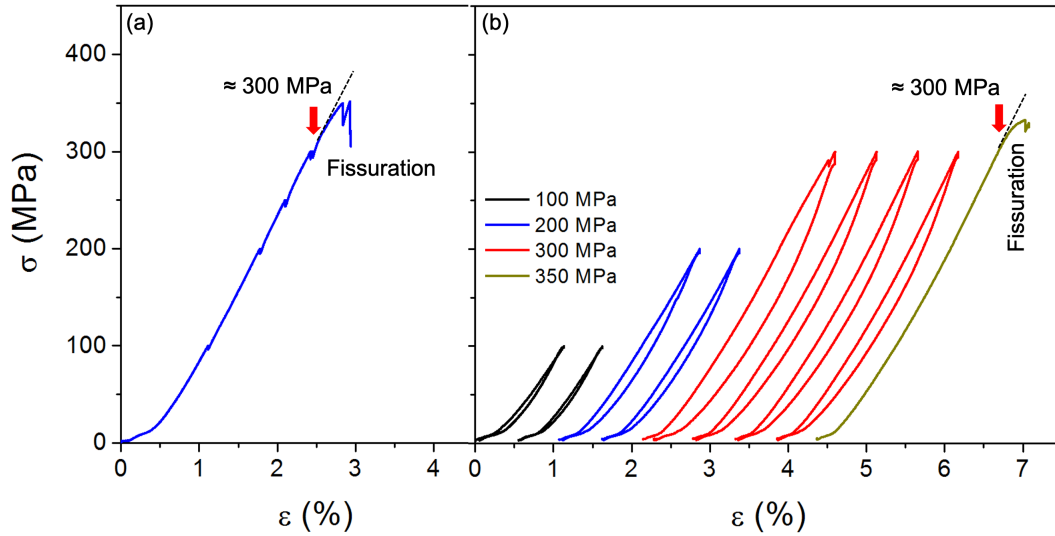 (a)
(b)
400
300
200
100
0
σ (MPa)
≈ 300 MPa
Fissuration
0 1 2 3 4
ε (%)
≈ 300 MPa
Fissuration
100 MPa
200 MPa
300 MPa
350 MPa
0 1 2 3 4 5 6 7
ε (%)